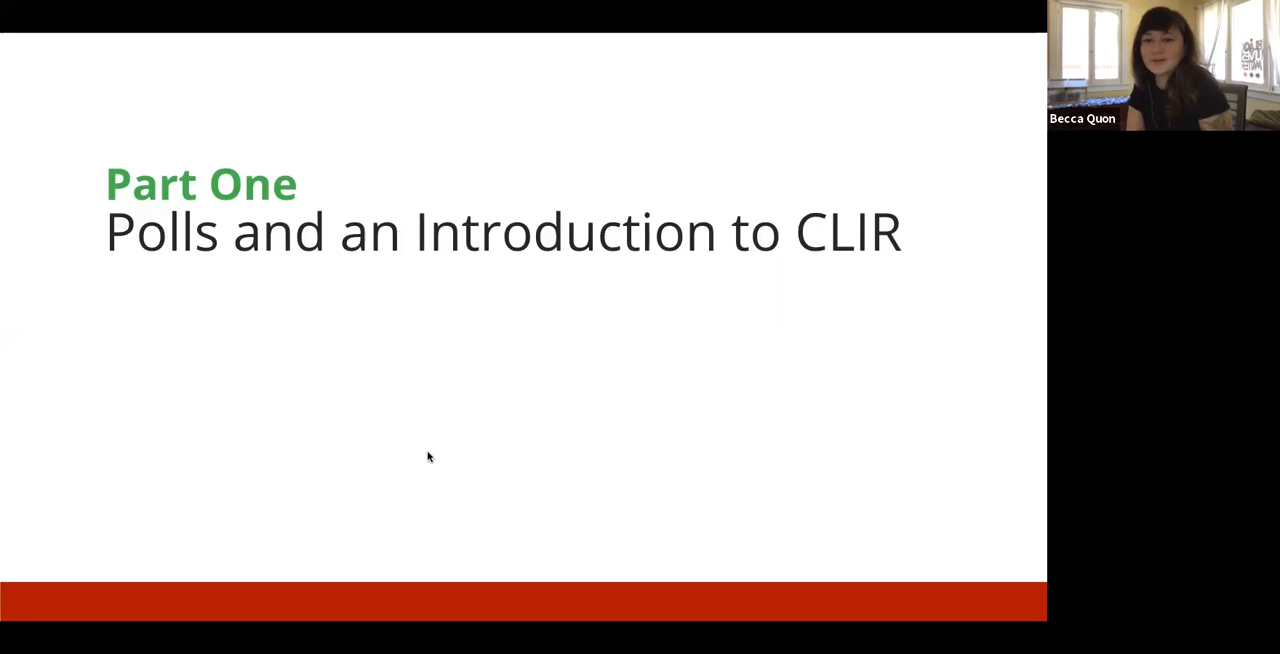 Part One
Polls and an Introduction to CLIR
Becca Quon